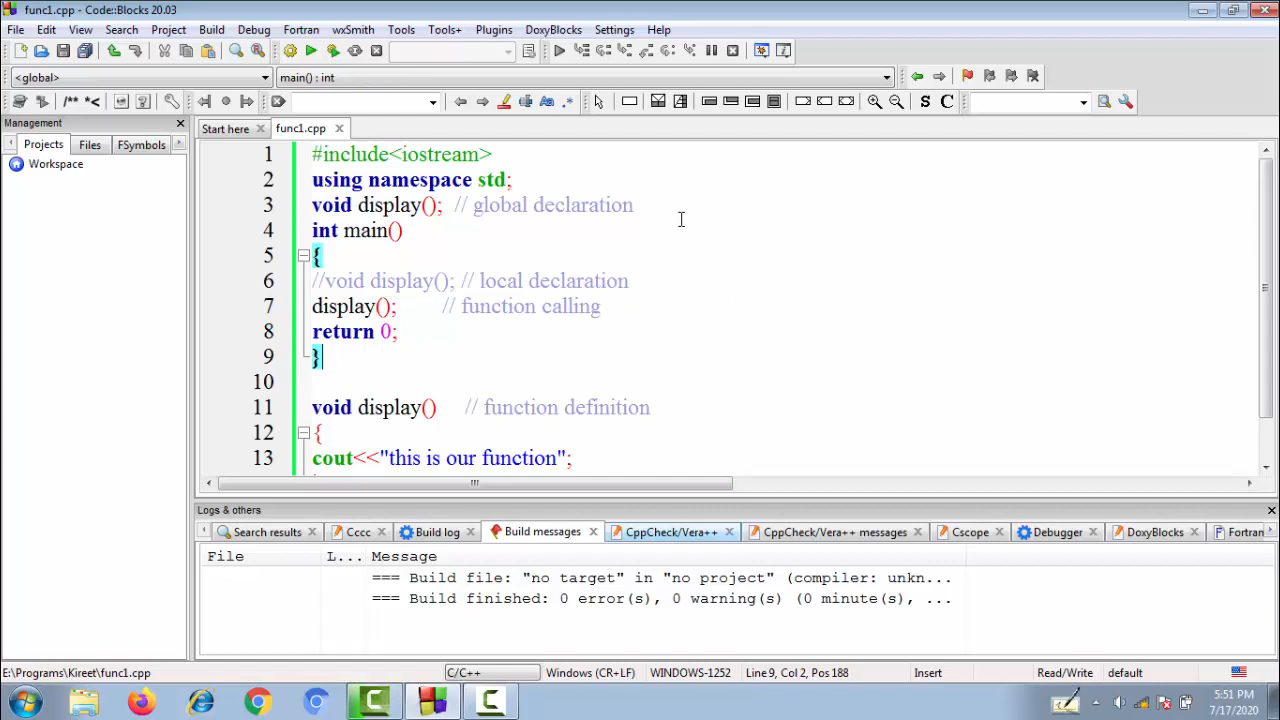 func1.cpp - Code::Blocks 20.03
File Edit View Search Project Build Debug Fortran wxSmith Tools Tools+ Plugins DoxyBlocks Settings Help
<global> main() : int
/** *< S C
Management
Projects Files FSymbols
Workspace
Start here func1.cpp
1 #include<iostream>
2 using namespace std;
3 void display(); // global declaration
4 int main()
5 {
6 //void display(); // local declaration
7 display(); // function calling
8 return 0;
9 }
10
11 void display() // function definition
12 {
13 cout<<"this is our function";
Logs & others
Search results Cccc Build log Build messages CppCheck/Vera++ CppCheck/Vera++ messages Cscope Debugger DoxyBlocks Fortran
File L... Message
=== Build file: "no target" in "no project" (compiler: unkn...
=== Build finished: 0 error(s), 0 warning(s) (0 minute(s), ...
E:\Programs\Kireet\func1.cpp C/C++ Windows (CR+LF) WINDOWS-1252 Line 9, Col 2, Pos 188 Insert Read/Write default
5:51 PM
7/17/2020